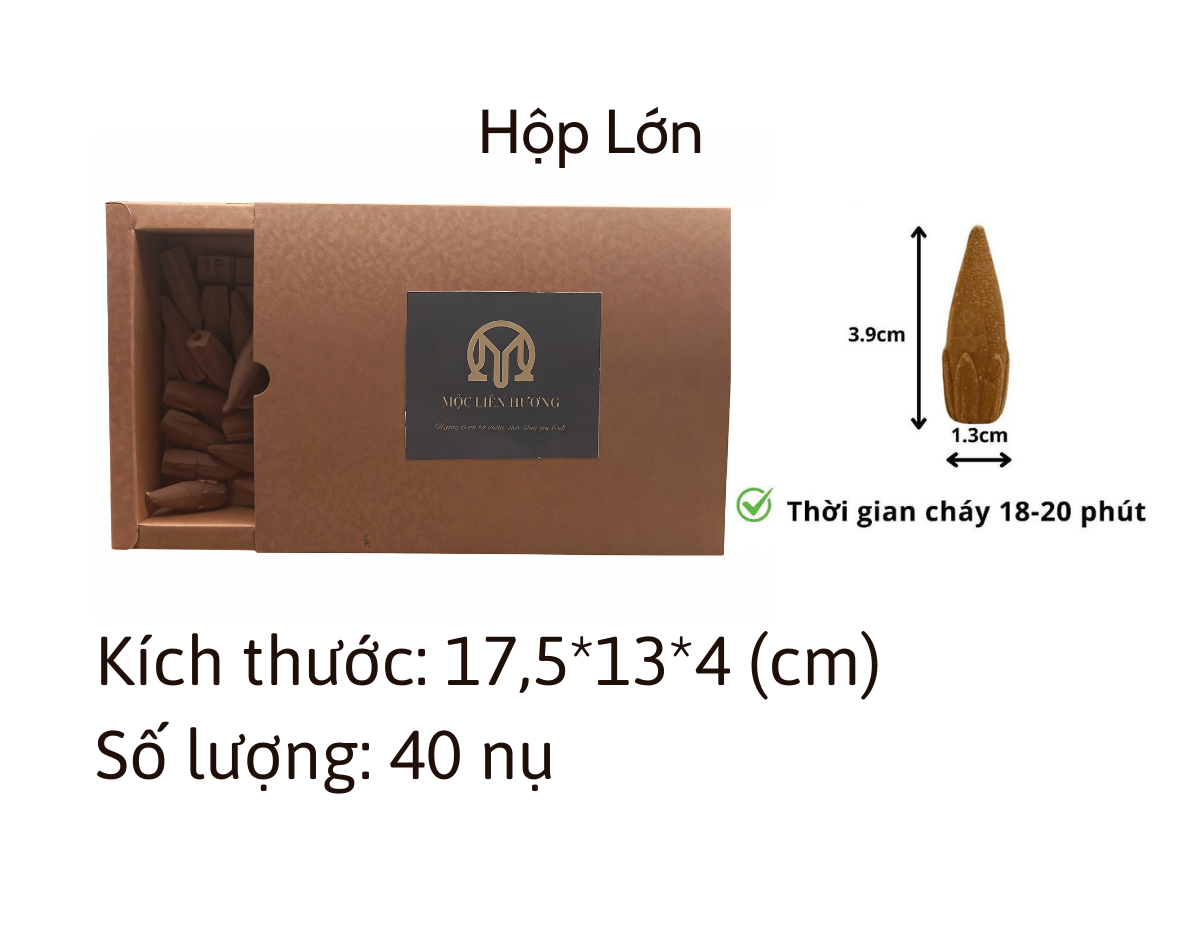 Hộp Lớn
MỘC LIÊN HƯƠNG
3.9cm
1.3cm
Thời gian cháy 18-20 phút
Kích thước: 17,5*13*4 (cm)
Số lượng: 40 nụ